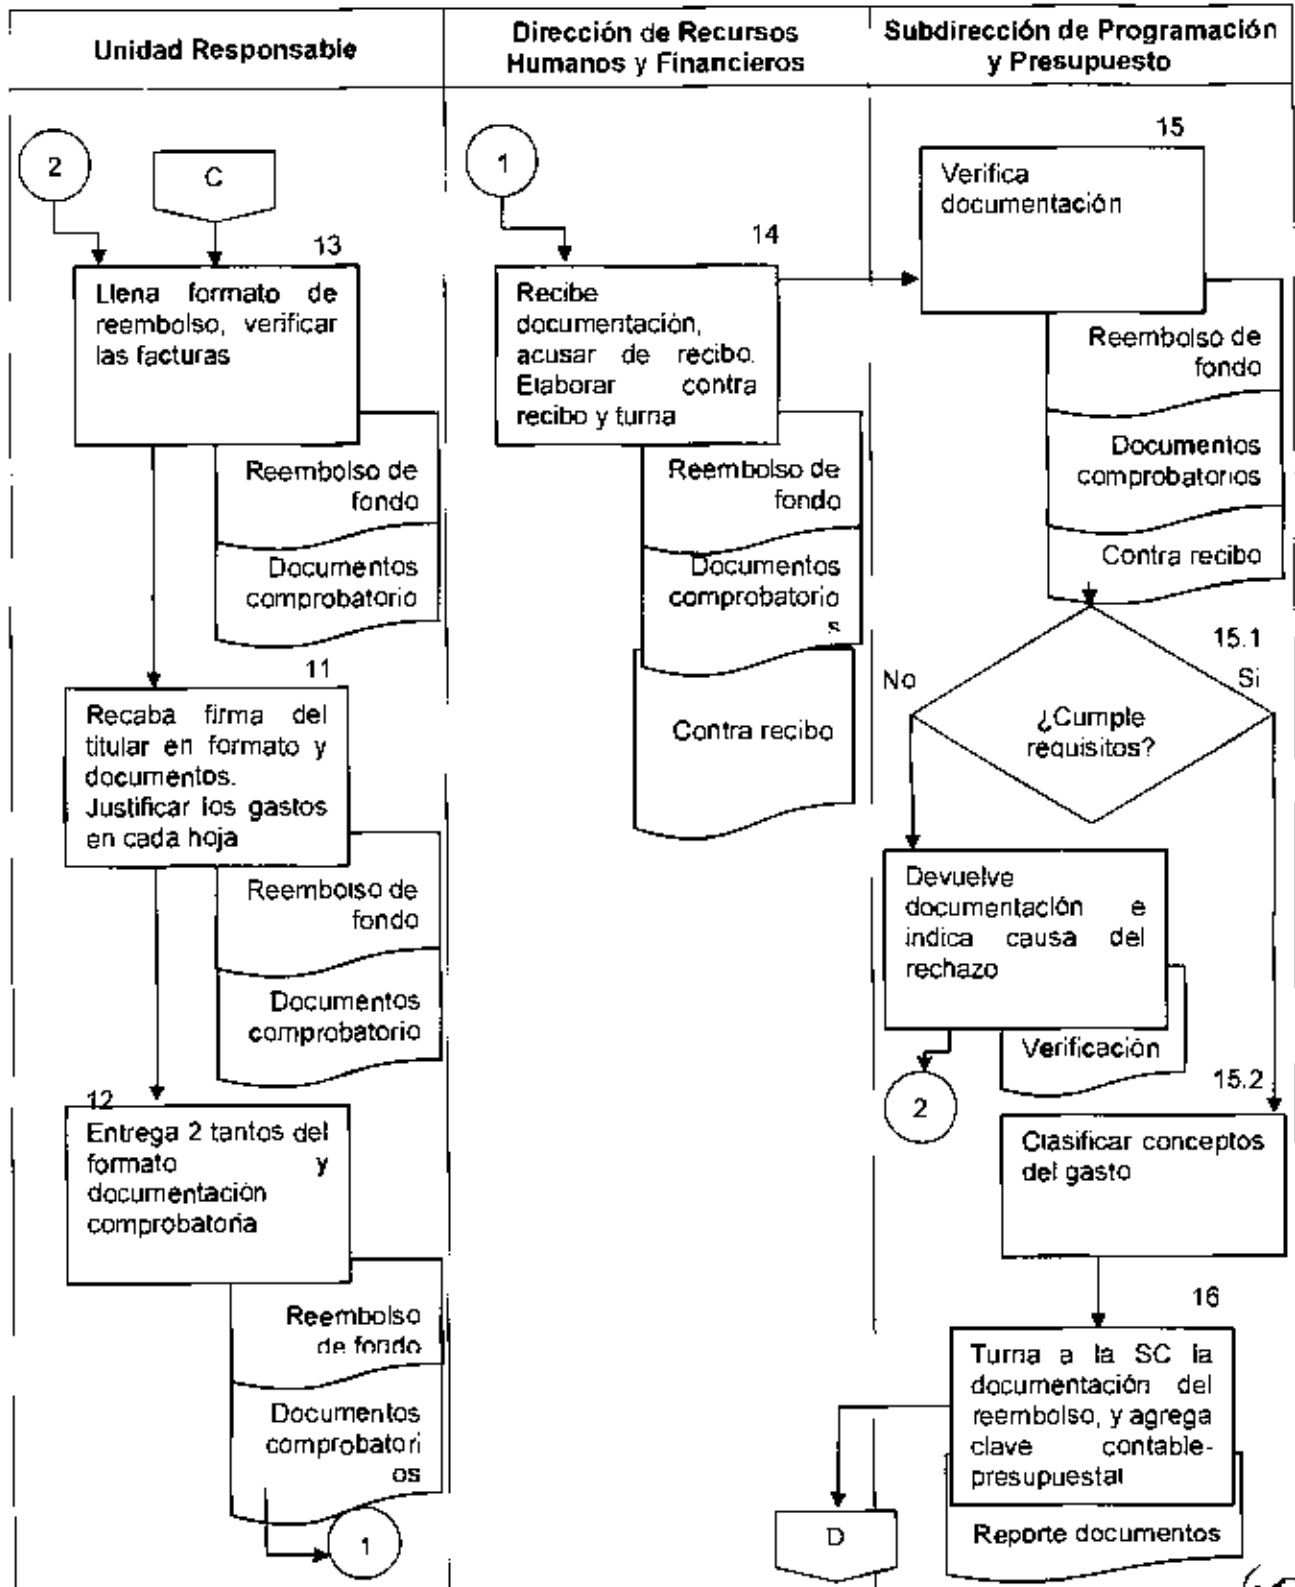 Unidad Responsable
Dirección de Recursos
Humanos y Financieros
Subdirección de Programación
y Presupuesto
2
C
13
Llena formato de
reembolso, verificar
las facturas
Reembolso de
fondo
Documentos
comprobatorio
11
Recaba firma del
titular en formato y
documentos.
Justificar los gastos
en cada hoja
Reembolso de
fondo
Documentos
comprobatorio
12
Entrega 2 tantos del
formato y
documentación
comprobatoria
Reembolso
de fondo
Documentos
comprobatori
os
1
1
14
Recibe
documentación,
acusar de recibo.
Elaborar contra
recibo y turna
Reembolso de
fondo
Documentos
comprobatorio
s
Contra recibo
15
Verifica
documentación
Reembolso de
fondo
Documentos
comprobatorios
Contra recibo
15.1
No
Si
¿Cumple
requisitos?
Devuelve
documentación e
indica causa del
rechazo
Verificación
2
15.2
Clasificar conceptos
del gasto
16
Turna a la SC la
documentación del
reembolso, y agrega
clave contable-
presupuestal
Reporte documentos
D